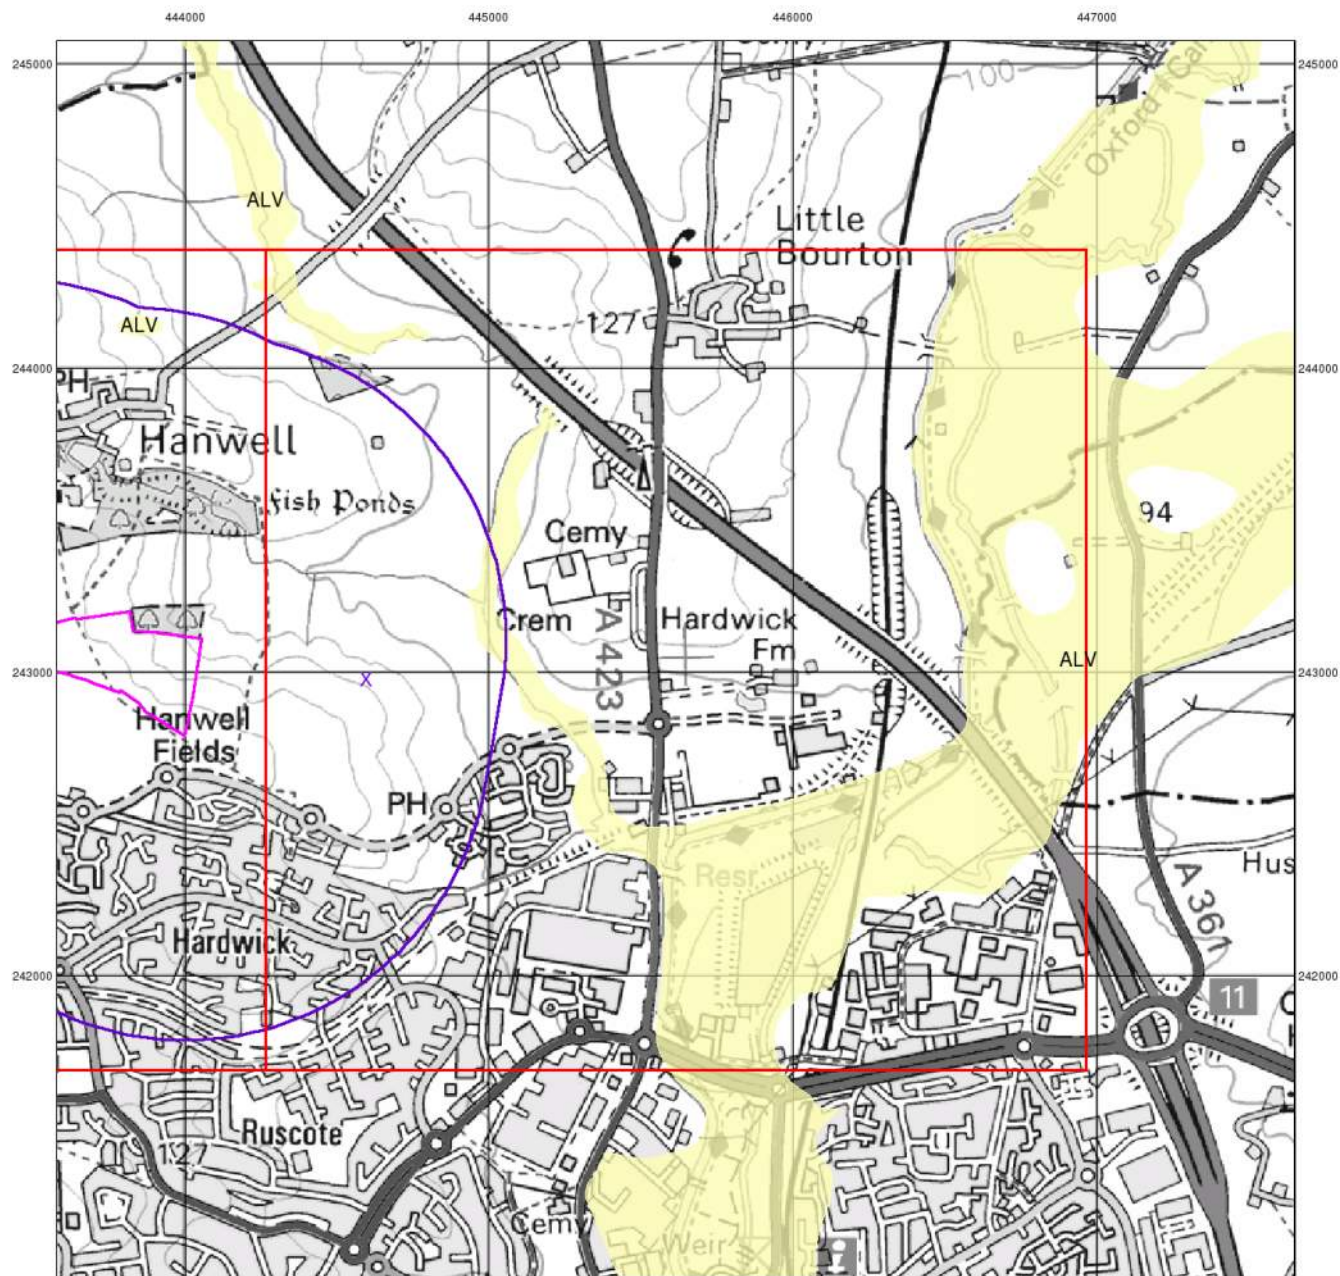 444000 445000 446000 447000
245000 245000
100
Oxford Canal
ALV
Little
Bourton
ALV
127
244000 244000
PH
Hanwell
Fish Ponds
94
Cemy
Crem
A 423
Hardwick
Fm
243000 243000
ALV
X
Hanwell
Fields
PH
Resr
Hus
A 361
Hardwick
242000 242000
11
Ruscote
127
Cemy
Weir